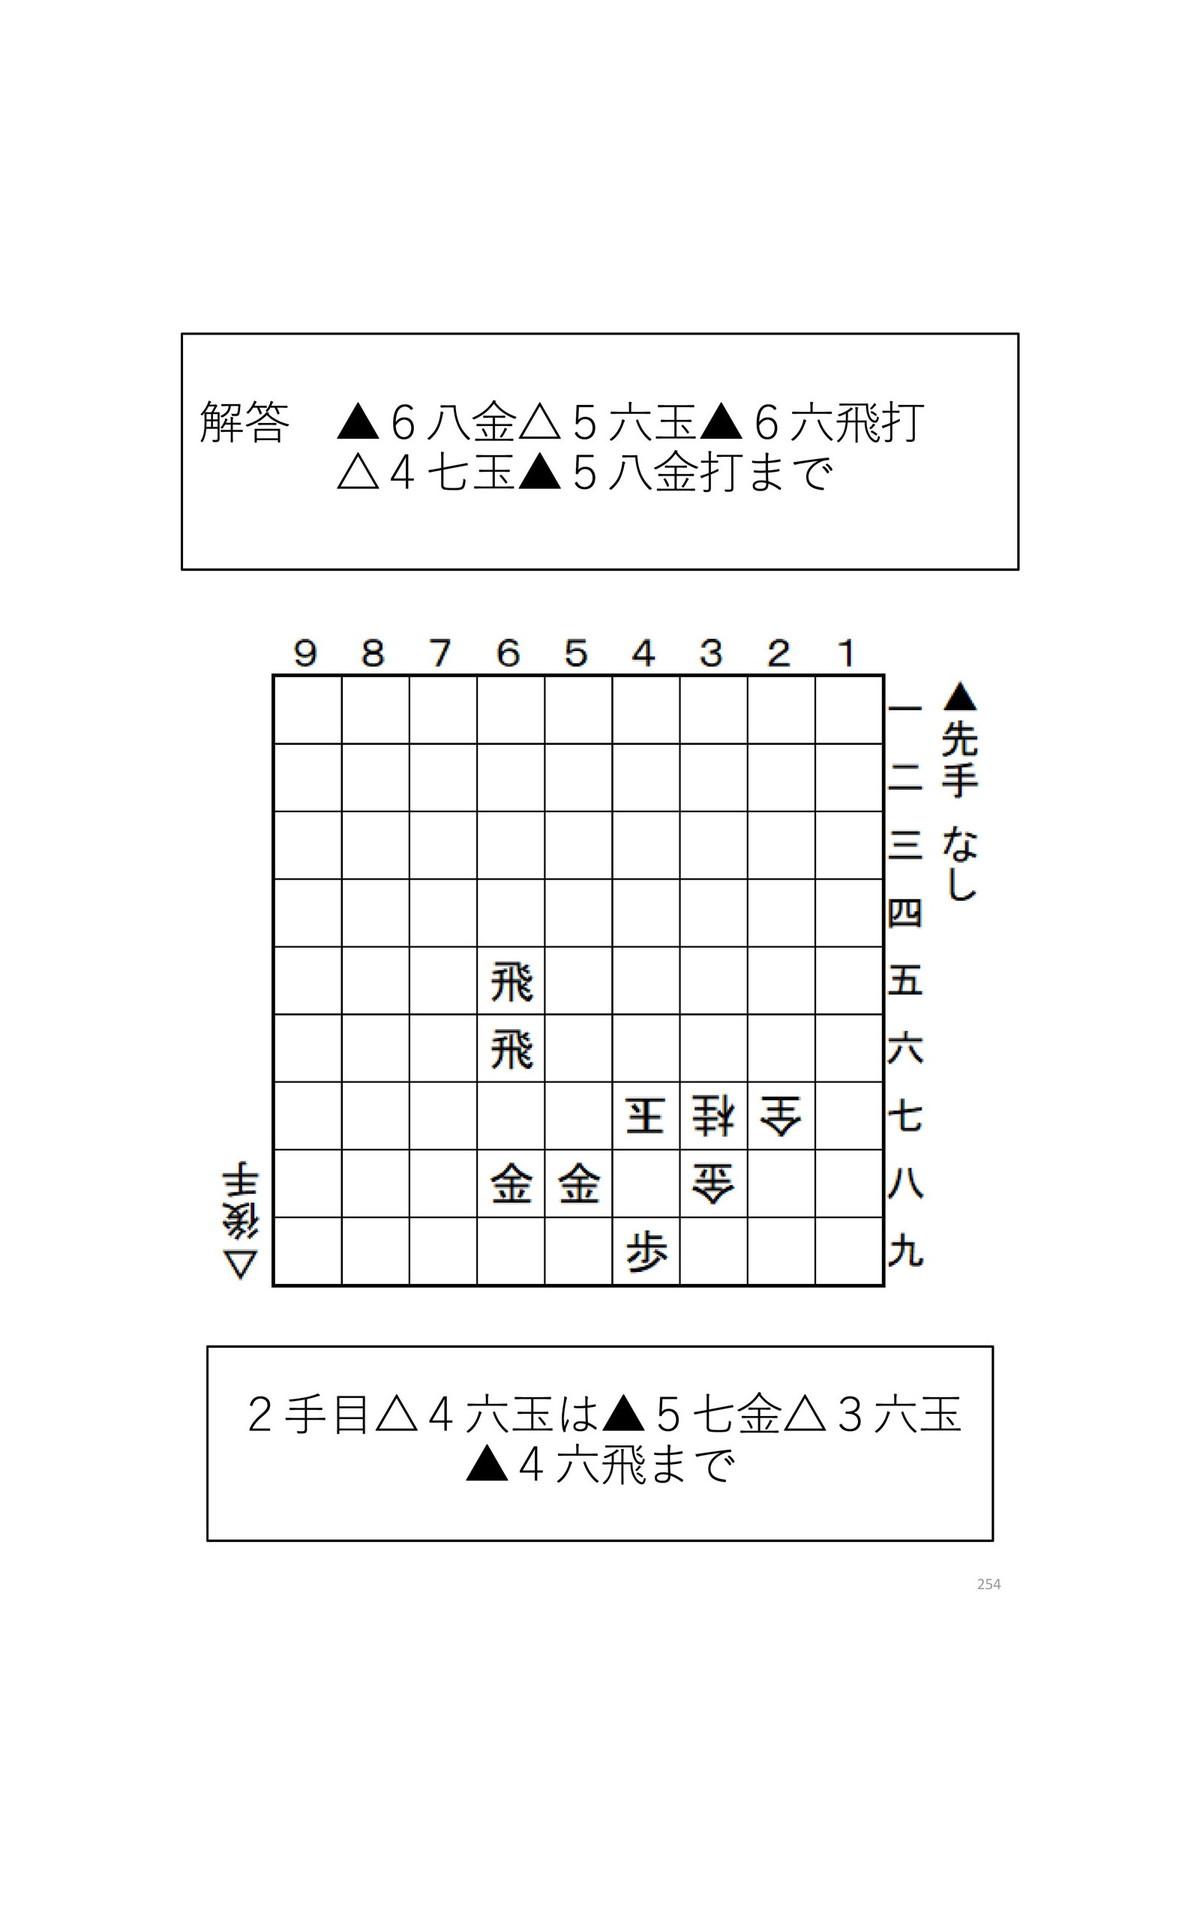 解答　▲６八金△５六玉▲６六飛打
△４七玉▲５八金打まで
9 8 7 6 5 4 3 2 1
一
二
三
四
飛 五
飛 六
玉 桂 全 七
金 金 金 八
歩 九
▲先手 なし
△後手
２手目△４六玉は▲５七金△３六玉
▲４六飛まで
254